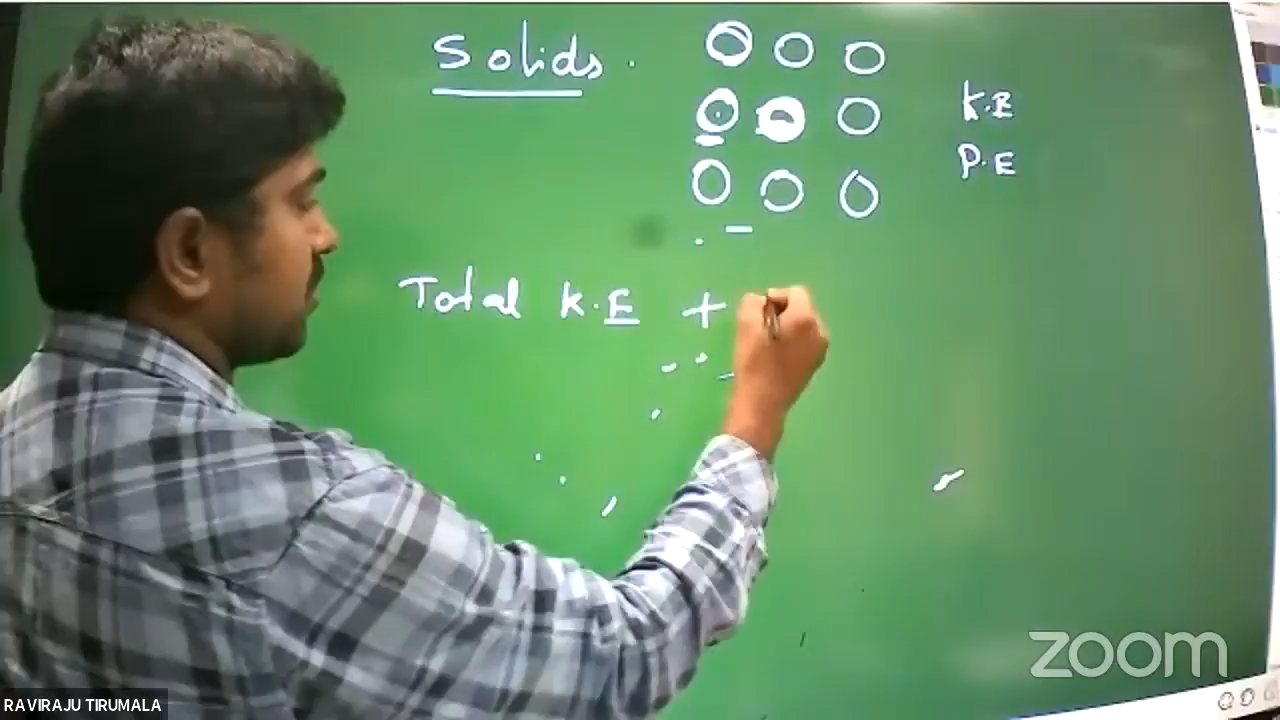 Solids.
K.E
P.E
Total K.E +
zoom
RAVIRAJU TIRUMALA